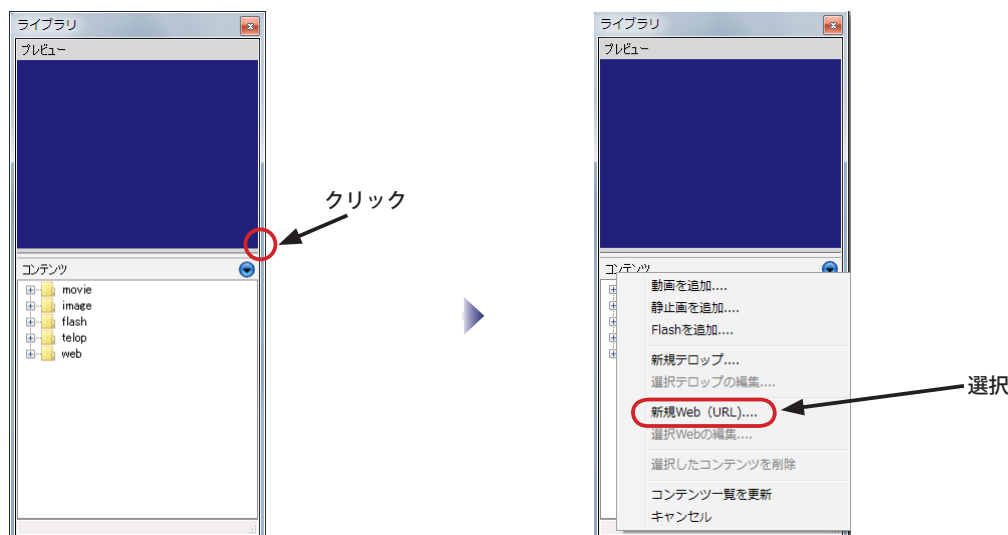 ライブラリ
プレビュー
クリック
コンテンツ
movie
image
flash
telop
web
ライブラリ
プレビュー
コンテンツ
動画を追加....
静止画を追加....
Flashを追加....
新規テロップ....
選択テロップの編集....
新規Web（URL)....
選択Webの編集....
選択したコンテンツを削除
コンテンツ一覧を更新
キャンセル
選択